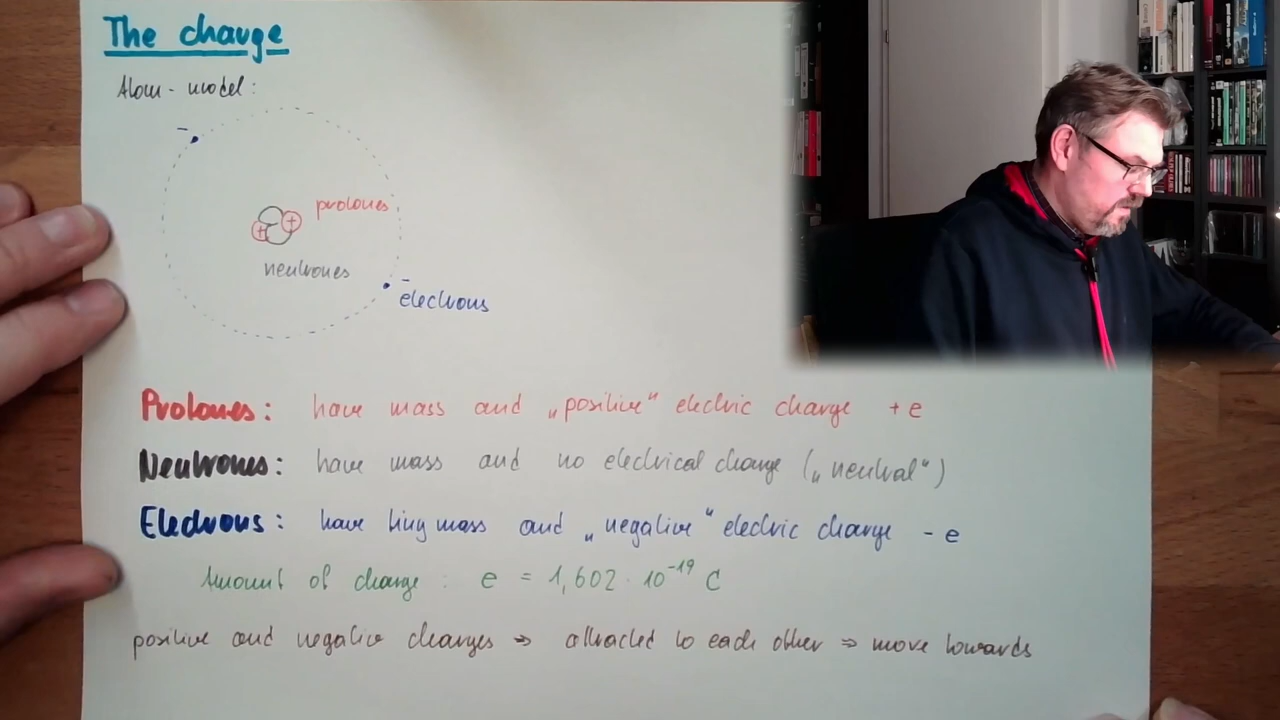 The charge
Atom-model:
−
+
+
protones
neutrones
−
electrons
Protones: have mass and „positive" electric charge +e
Neutrones: have mass and no electrical charge („neutral")
Electrons: have tiny mass and „negative" electric charge -e
Amount of charge: e = 1,602 · 10⁻¹⁹ C
positive and negative charges ⇒ attracted to each other ⇒ move towards